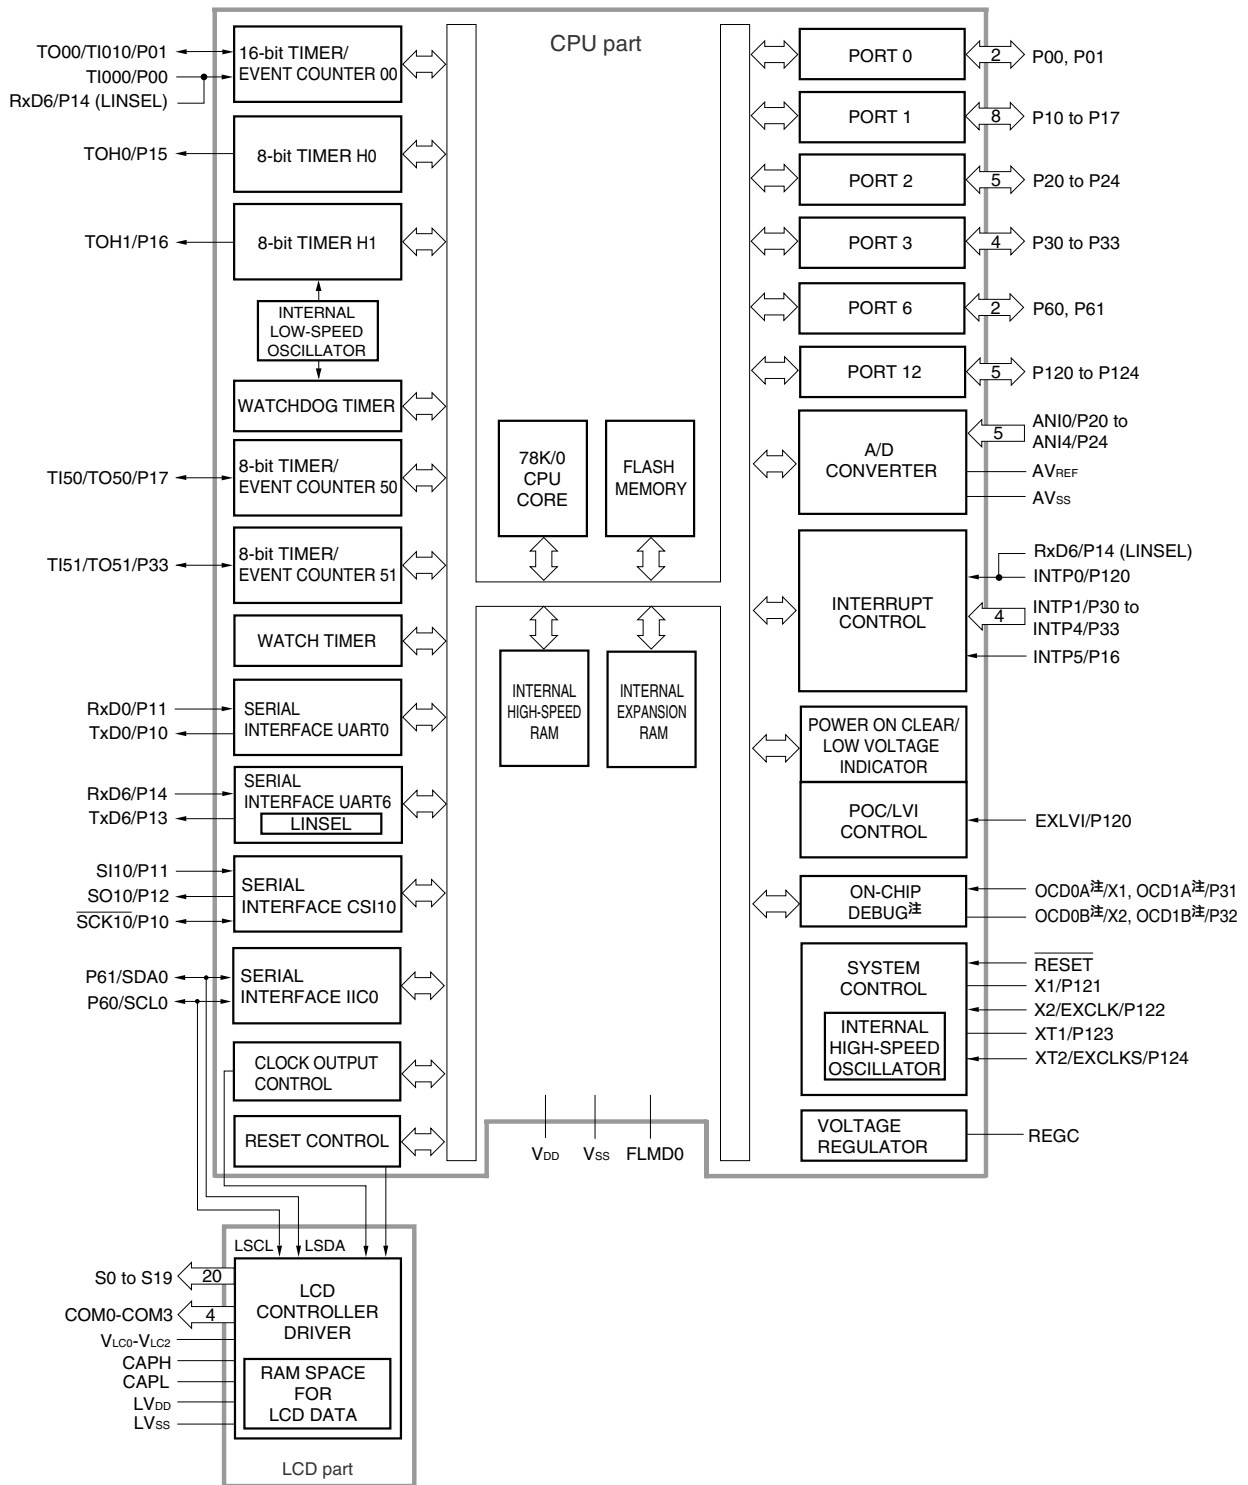 CPU part
TO00/TI010/P01
TI000/P00
RxD6/P14 (LINSEL)
16-bit TIMER/
EVENT COUNTER 00
TOH0/P15
8-bit TIMER H0
TOH1/P16
8-bit TIMER H1
INTERNAL
LOW-SPEED
OSCILLATOR
WATCHDOG TIMER
TI50/TO50/P17
8-bit TIMER/
EVENT COUNTER 50
TI51/TO51/P33
8-bit TIMER/
EVENT COUNTER 51
WATCH TIMER
RxD0/P11
TxD0/P10
SERIAL
INTERFACE UART0
RxD6/P14
TxD6/P13
SERIAL
INTERFACE UART6
LINSEL
SI10/P11
SO10/P12
SCK10/P10
SERIAL
INTERFACE CSI10
P61/SDA0
P60/SCL0
SERIAL
INTERFACE IIC0
CLOCK OUTPUT
CONTROL
RESET CONTROL
78K/0
CPU
CORE
FLASH
MEMORY
INTERNAL
HIGH-SPEED
RAM
INTERNAL
EXPANSION
RAM
VDD
VSS
FLMD0
PORT 0
2
P00, P01
PORT 1
8
P10 to P17
PORT 2
5
P20 to P24
PORT 3
4
P30 to P33
PORT 6
2
P60, P61
PORT 12
5
P120 to P124
A/D
CONVERTER
5
ANI0/P20 to
ANI4/P24
AVREF
AVSS
INTERRUPT
CONTROL
RxD6/P14 (LINSEL)
INTP0/P120
4
INTP1/P30 to
INTP4/P33
INTP5/P16
POWER ON CLEAR/
LOW VOLTAGE
INDICATOR
POC/LVI
CONTROL
EXLVI/P120
ON-CHIP
DEBUG注
OCD0A注/X1, OCD1A注/P31
OCD0B注/X2, OCD1B注/P32
SYSTEM
CONTROL
INTERNAL
HIGH-SPEED
OSCILLATOR
RESET
X1/P121
X2/EXCLK/P122
XT1/P123
XT2/EXCLKS/P124
VOLTAGE
REGULATOR
REGC
LSCL
LSDA
S0 to S19
20
COM0-COM3
4
VLC0-VLC2
CAPH
CAPL
LVDD
LVSS
LCD
CONTROLLER
DRIVER
RAM SPACE
FOR
LCD DATA
LCD part